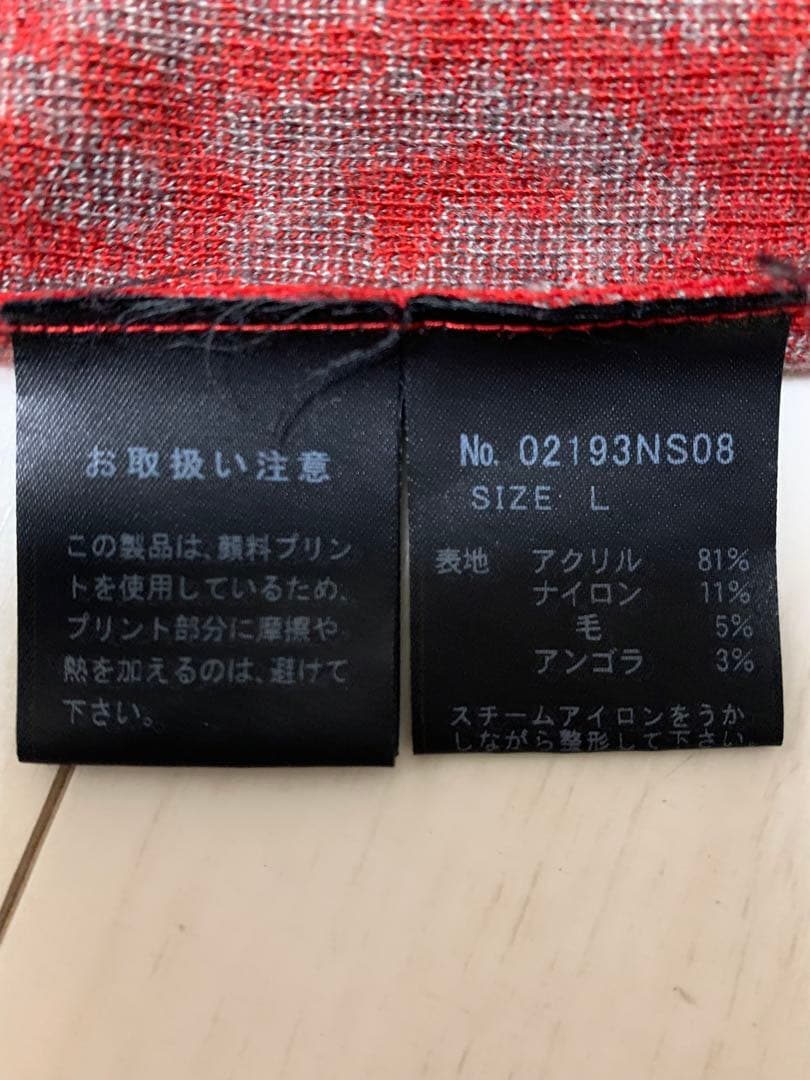 お取扱い注意
この製品は、顔料プリン
トを使用しているため、
プリント部分に摩擦や
熱を加えるのは、避けて
下さい。
No. 02193NS08
SIZE L
表地 アクリル 81%
ナイロン 11%
毛 5%
アンゴラ 3%
スチームアイロンをうか
しながら整形して下さい。